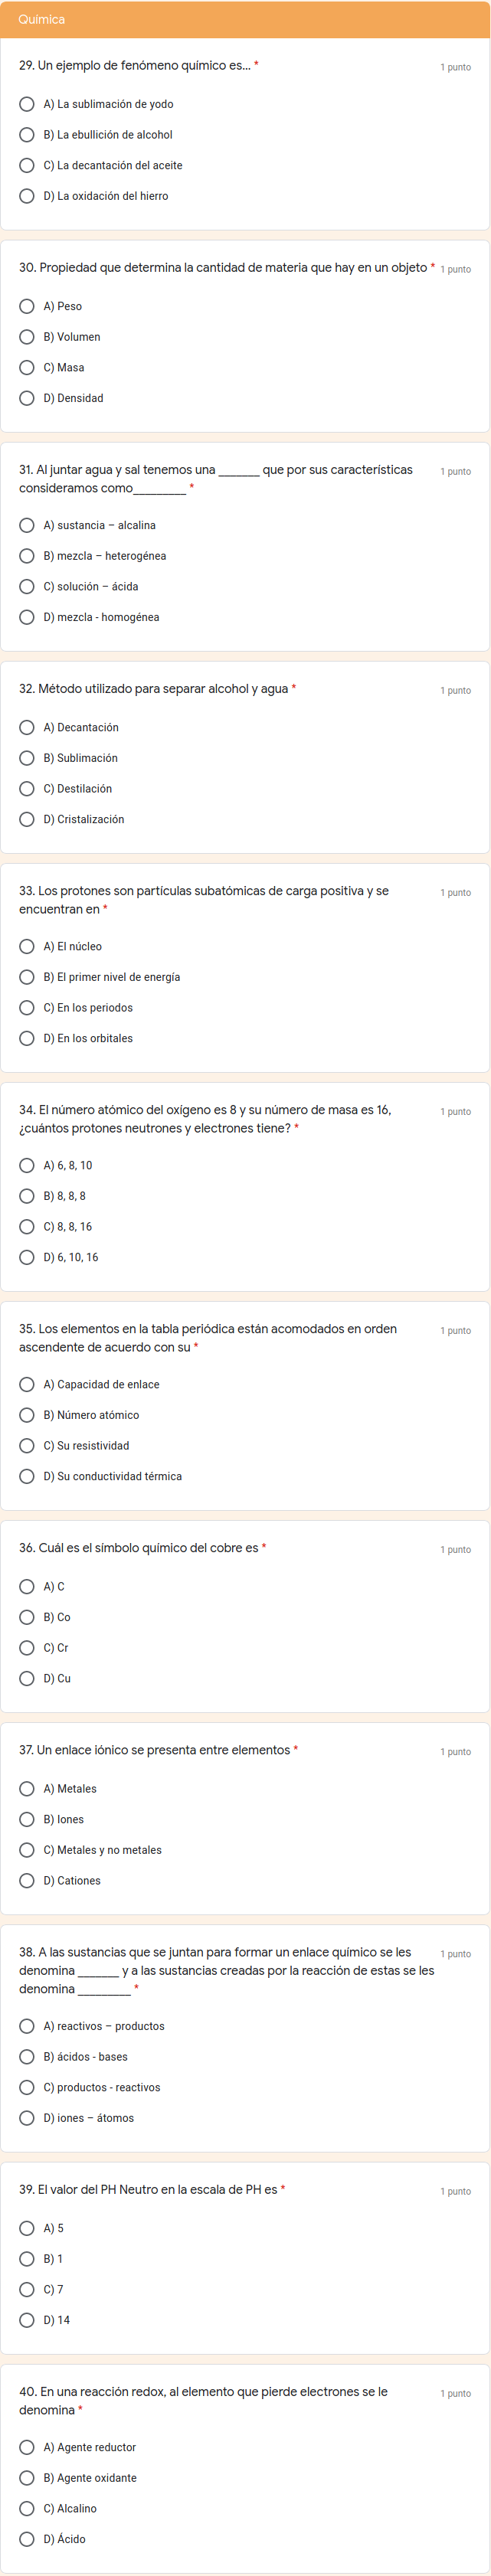 Química
29. Un ejemplo de fenómeno químico es... *
1 punto
A) La sublimación de yodo
B) La ebullición de alcohol
C) La decantación del aceite
D) La oxidación del hierro
30. Propiedad que determina la cantidad de materia que hay en un objeto *
1 punto
A) Peso
B) Volumen
C) Masa
D) Densidad
31. Al juntar agua y sal tenemos una _______ que por sus características
1 punto
consideramos como_________ *
A) sustancia – alcalina
B) mezcla – heterogénea
C) solución – ácida
D) mezcla - homogénea
32. Método utilizado para separar alcohol y agua *
1 punto
A) Decantación
B) Sublimación
C) Destilación
D) Cristalización
33. Los protones son partículas subatómicas de carga positiva y se
1 punto
encuentran en *
A) El núcleo
B) El primer nivel de energía
C) En los periodos
D) En los orbitales
34. El número atómico del oxígeno es 8 y su número de masa es 16,
1 punto
¿cuántos protones neutrones y electrones tiene? *
A) 6, 8, 10
B) 8, 8, 8
C) 8, 8, 16
D) 6, 10, 16
35. Los elementos en la tabla periódica están acomodados en orden
1 punto
ascendente de acuerdo con su *
A) Capacidad de enlace
B) Número atómico
C) Su resistividad
D) Su conductividad térmica
36. Cuál es el símbolo químico del cobre es *
1 punto
A) C
B) Co
C) Cr
D) Cu
37. Un enlace iónico se presenta entre elementos *
1 punto
A) Metales
B) Iones
C) Metales y no metales
D) Cationes
38. A las sustancias que se juntan para formar un enlace químico se les
1 punto
denomina _______ y a las sustancias creadas por la reacción de estas se les
denomina _________ *
A) reactivos – productos
B) ácidos - bases
C) productos - reactivos
D) iones – átomos
39. El valor del PH Neutro en la escala de PH es *
1 punto
A) 5
B) 1
C) 7
D) 14
40. En una reacción redox, al elemento que pierde electrones se le
1 punto
denomina *
A) Agente reductor
B) Agente oxidante
C) Alcalino
D) Ácido